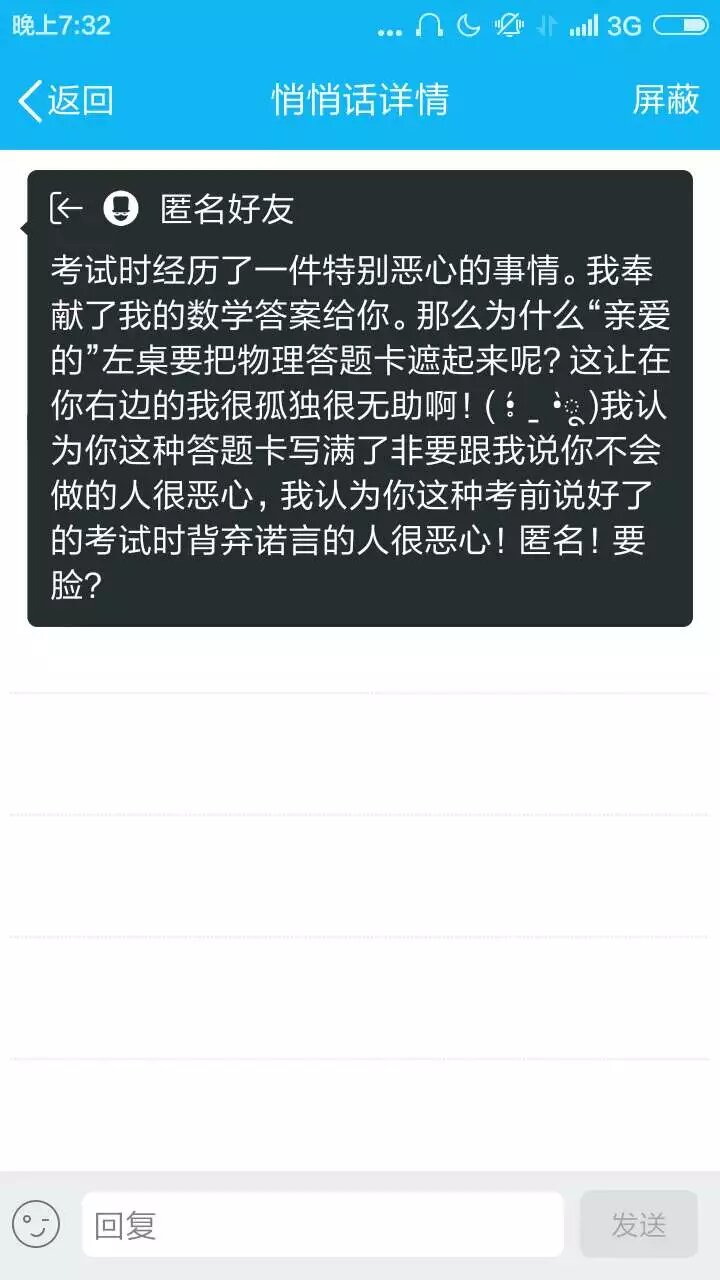 晚上7:32
... 3G
返回 悄悄话详情 屏蔽
匿名好友
考试时经历了一件特别恶心的事情。我奉
献了我的数学答案给你。那么为什么“亲爱
的”左桌要把物理答题卡遮起来呢？这让在
你右边的我很孤独很无助啊！( •́ ̯ •̀ू )我认
为你这种答题卡写满了非要跟我说你不会
做的人很恶心，我认为你这种考前说好了
的考试时背弃诺言的人很恶心！匿名！要
脸？
回复 发送